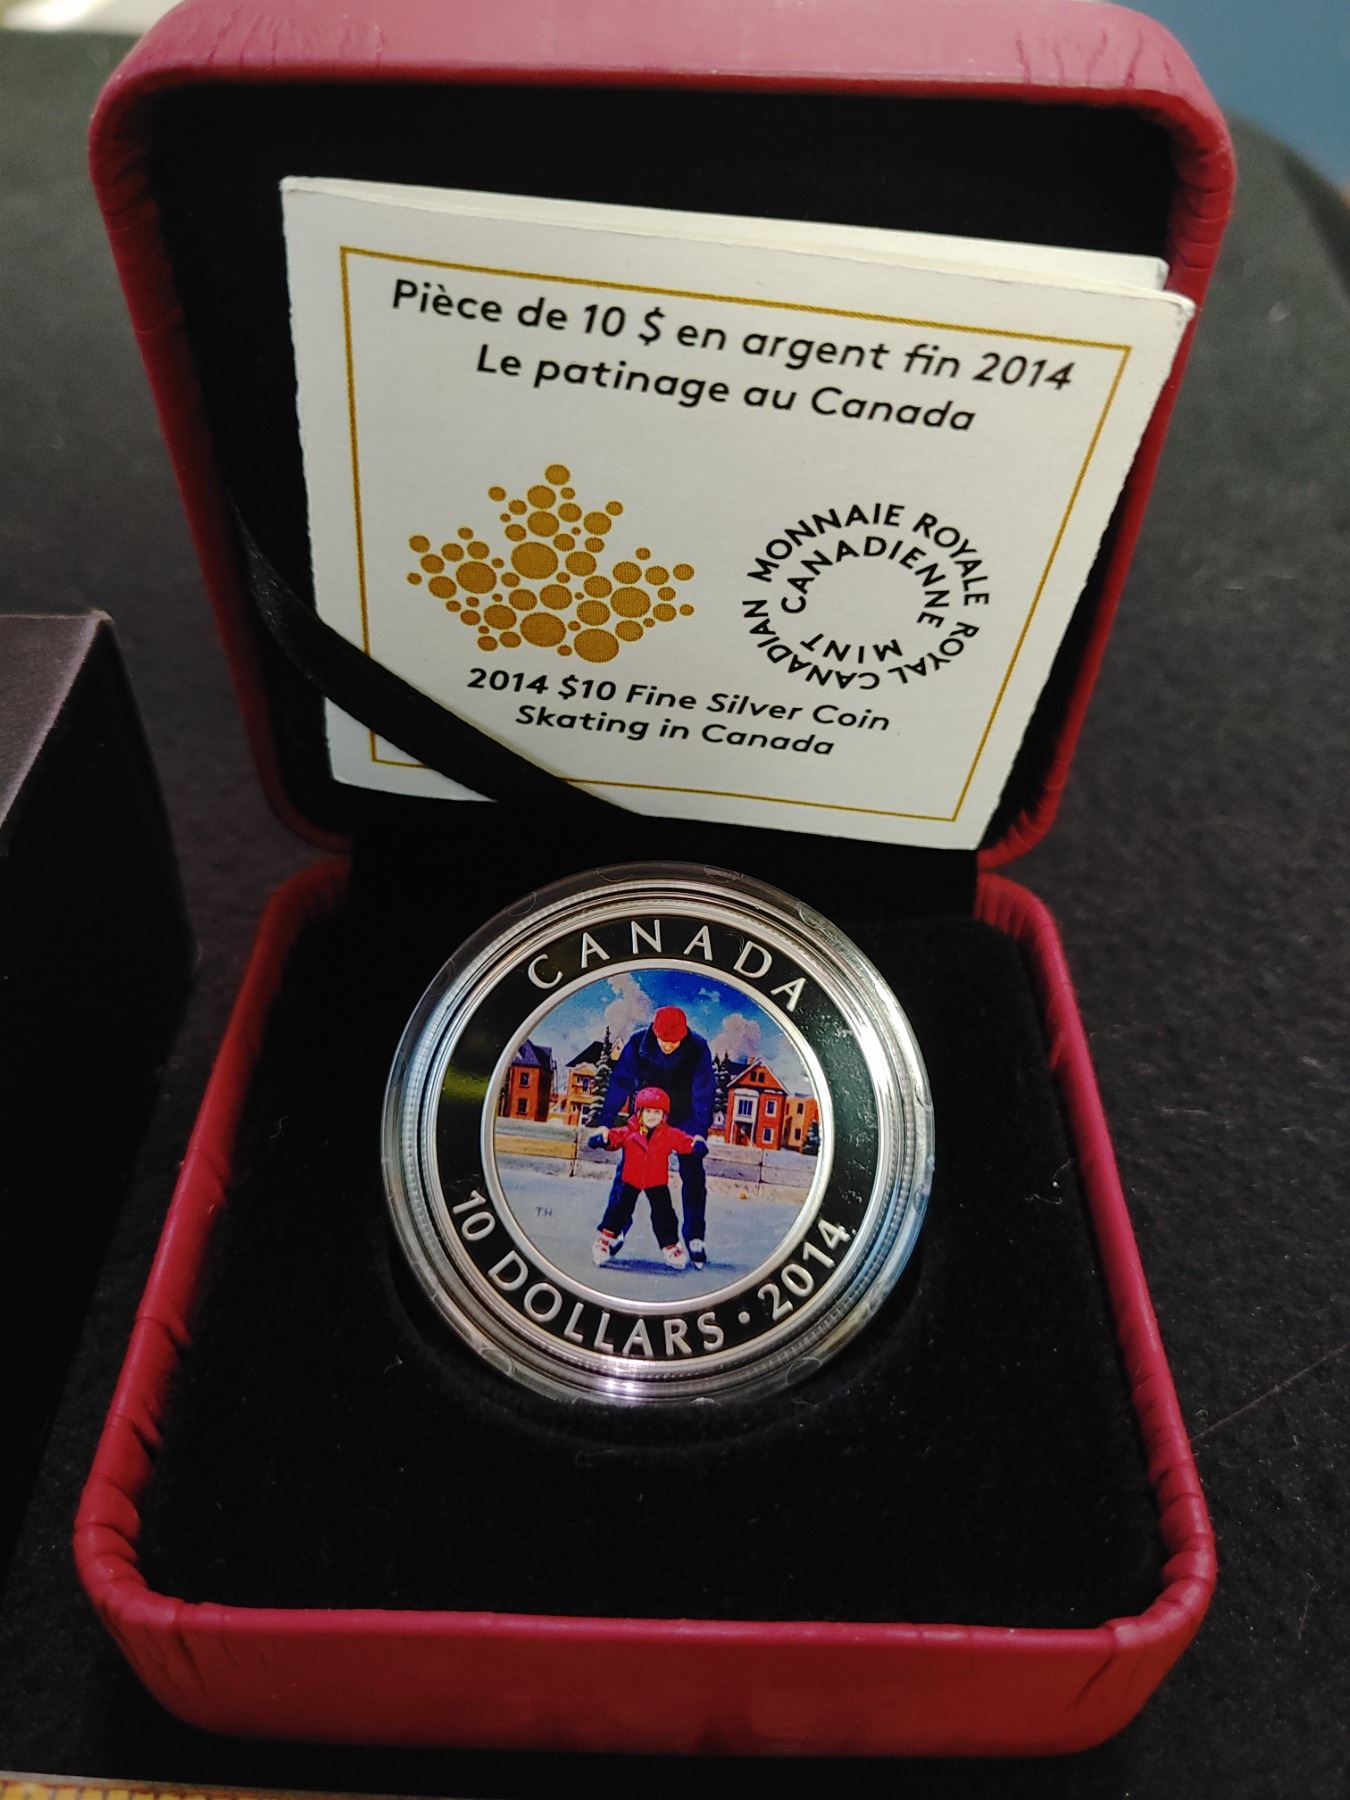 Pièce de 10 $ en argent fin 2014
Le patinage au Canada
MONNAIE ROYALE
CANADIENNE
ROYAL CANADIAN
MINT
2014 $10 Fine Silver Coin
Skating in Canada
CANADA
T.H.
10 DOLLARS • 2014